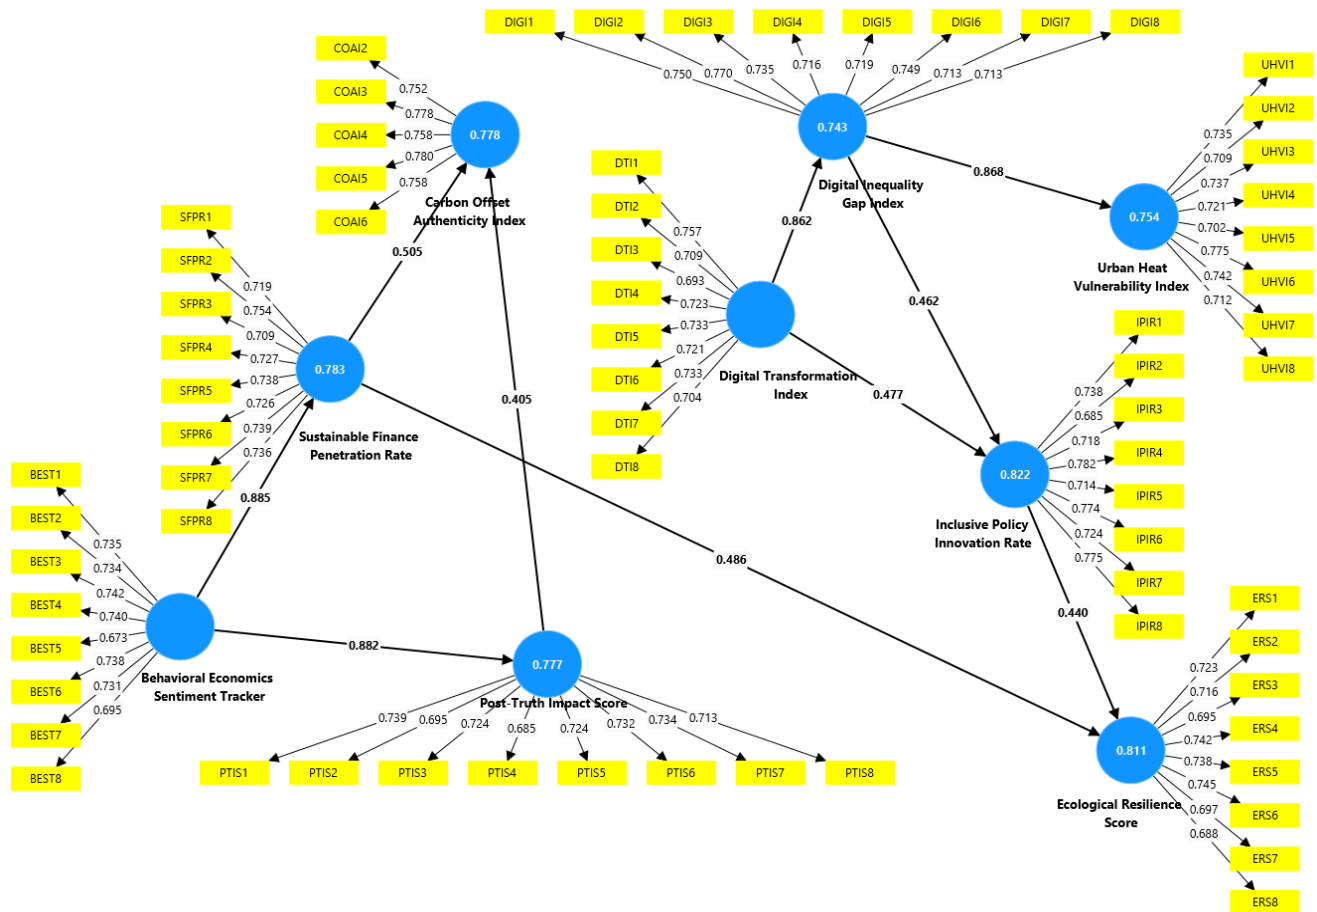 DIGI1
DIGI2
DIGI3
DIGI4
DIGI5
DIGI6
DIGI7
DIGI8
0.750
0.770
0.735
0.716
0.719
0.749
0.713
0.713
0.743
Digital Inequality
Gap Index
COAI2
COAI3
COAI4
COAI5
COAI6
0.752
0.778
0.758
0.780
0.758
0.778
Carbon Offset
Authenticity Index
UHVI1
UHVI2
UHVI3
UHVI4
UHVI5
UHVI6
UHVI7
UHVI8
0.735
0.709
0.737
0.721
0.702
0.775
0.742
0.712
0.754
Urban Heat
Vulnerability Index
0.868
0.862
0.462
DTI1
DTI2
DTI3
DTI4
DTI5
DTI6
DTI7
DTI8
0.757
0.709
0.693
0.723
0.733
0.721
0.733
0.704
Digital Transformation
Index
0.477
SFPR1
SFPR2
SFPR3
SFPR4
SFPR5
SFPR6
SFPR7
SFPR8
0.719
0.754
0.709
0.727
0.738
0.726
0.739
0.736
0.783
Sustainable Finance
Penetration Rate
0.505
0.405
0.885
0.486
IPIR1
IPIR2
IPIR3
IPIR4
IPIR5
IPIR6
IPIR7
IPIR8
0.738
0.685
0.718
0.782
0.714
0.774
0.724
0.775
0.822
Inclusive Policy
Innovation Rate
0.440
BEST1
BEST2
BEST3
BEST4
BEST5
BEST6
BEST7
BEST8
0.735
0.734
0.742
0.740
0.673
0.738
0.731
0.695
Behavioral Economics
Sentiment Tracker
0.882
0.777
Post-Truth Impact Score
0.739
0.695
0.724
0.685
0.724
0.732
0.734
0.713
PTIS1
PTIS2
PTIS3
PTIS4
PTIS5
PTIS6
PTIS7
PTIS8
ERS1
ERS2
ERS3
ERS4
ERS5
ERS6
ERS7
ERS8
0.723
0.716
0.695
0.742
0.738
0.745
0.697
0.688
0.811
Ecological Resilience
Score